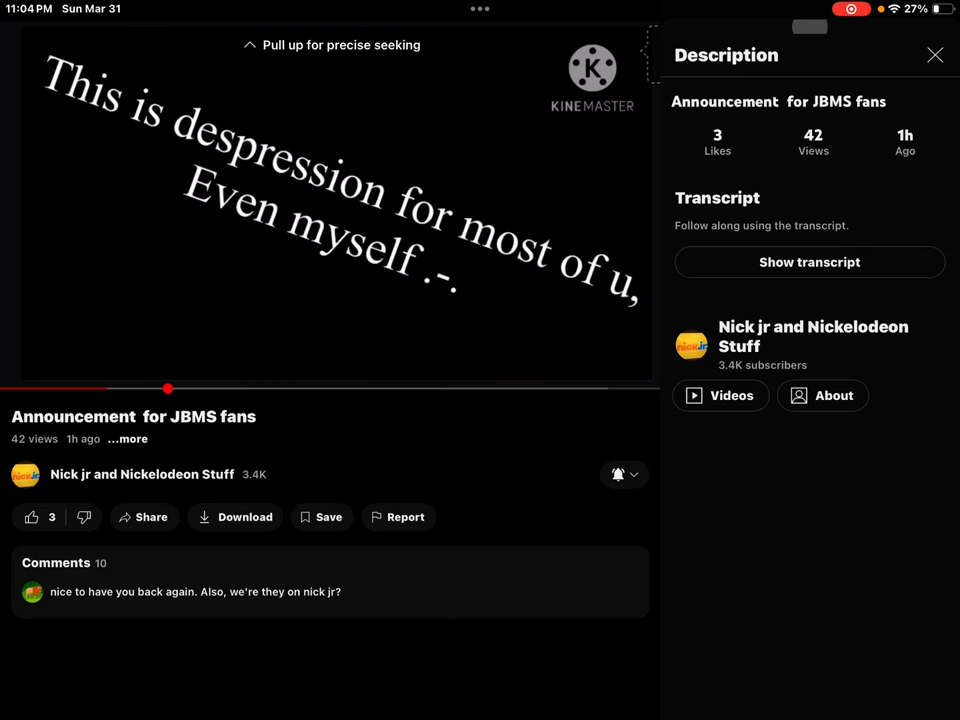 11:04 PM Sun Mar 31
27%
Pull up for precise seeking
KINEMASTER
This is despression for most of u,
Even myself .-.
Announcement for JBMS fans
42 views 1h ago ...more
Nick jr and Nickelodeon Stuff 3.4K
3 Share Download Save Report
Comments 10
nice to have you back again. Also, we're they on nick jr?
Description
Announcement for JBMS fans
3 42 1h
Likes Views Ago
Transcript
Follow along using the transcript.
Show transcript
Nick jr and Nickelodeon
Stuff
3.4K subscribers
Videos About